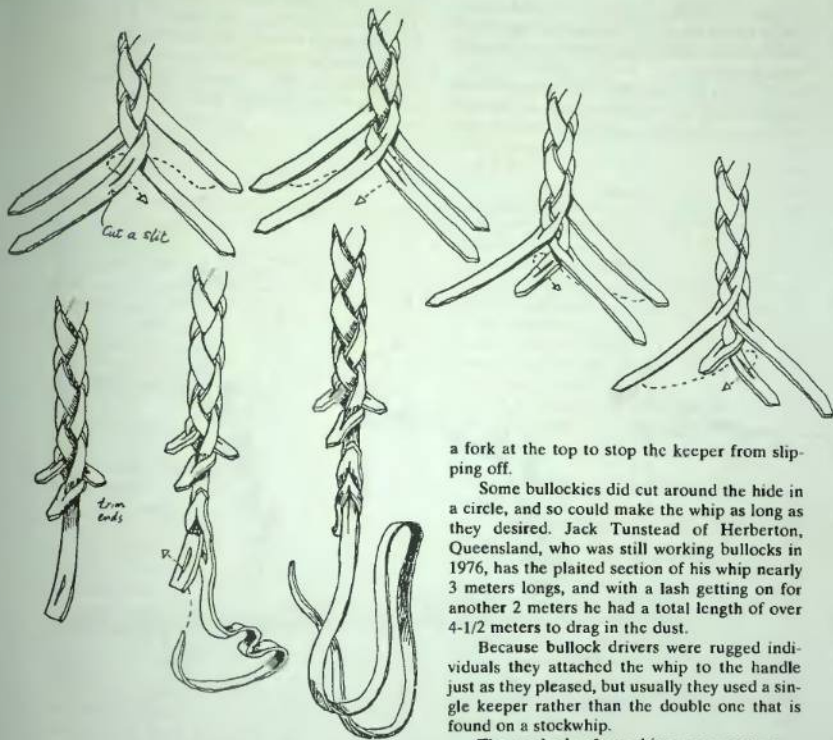 Cut a slit
trim
ends
a fork at the top to stop the keeper from slip-
ping off.
Some bullockies did cut around the hide in
a circle, and so could make the whip as long as
they desired. Jack Tunstead of Herberton,
Queensland, who was still working bullocks in
1976, has the plaited section of his whip nearly
3 meters longs, and with a lash getting on for
another 2 meters he had a total length of over
4-1/2 meters to drag in the dust.
Because bullock drivers were rugged indi-
viduals they attached the whip to the handle
just as they pleased, but usually they used a sin-
gle keeper rather than the double one that is
found on a stockwhip.